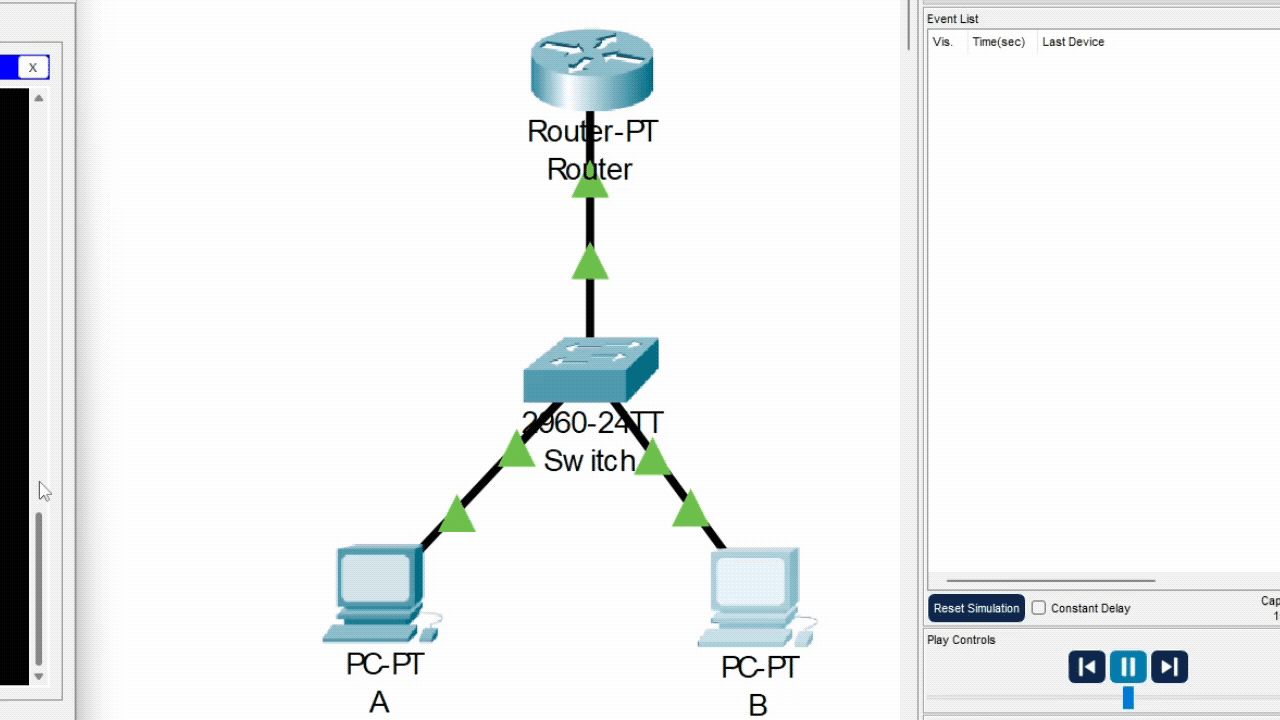 Event List
Vis. Time(sec) Last Device
X
Router-PT
Router
2960-24TT
Switch
PC-PT
A
PC-PT
B
Reset Simulation Constant Delay
Cap
1
Play Controls